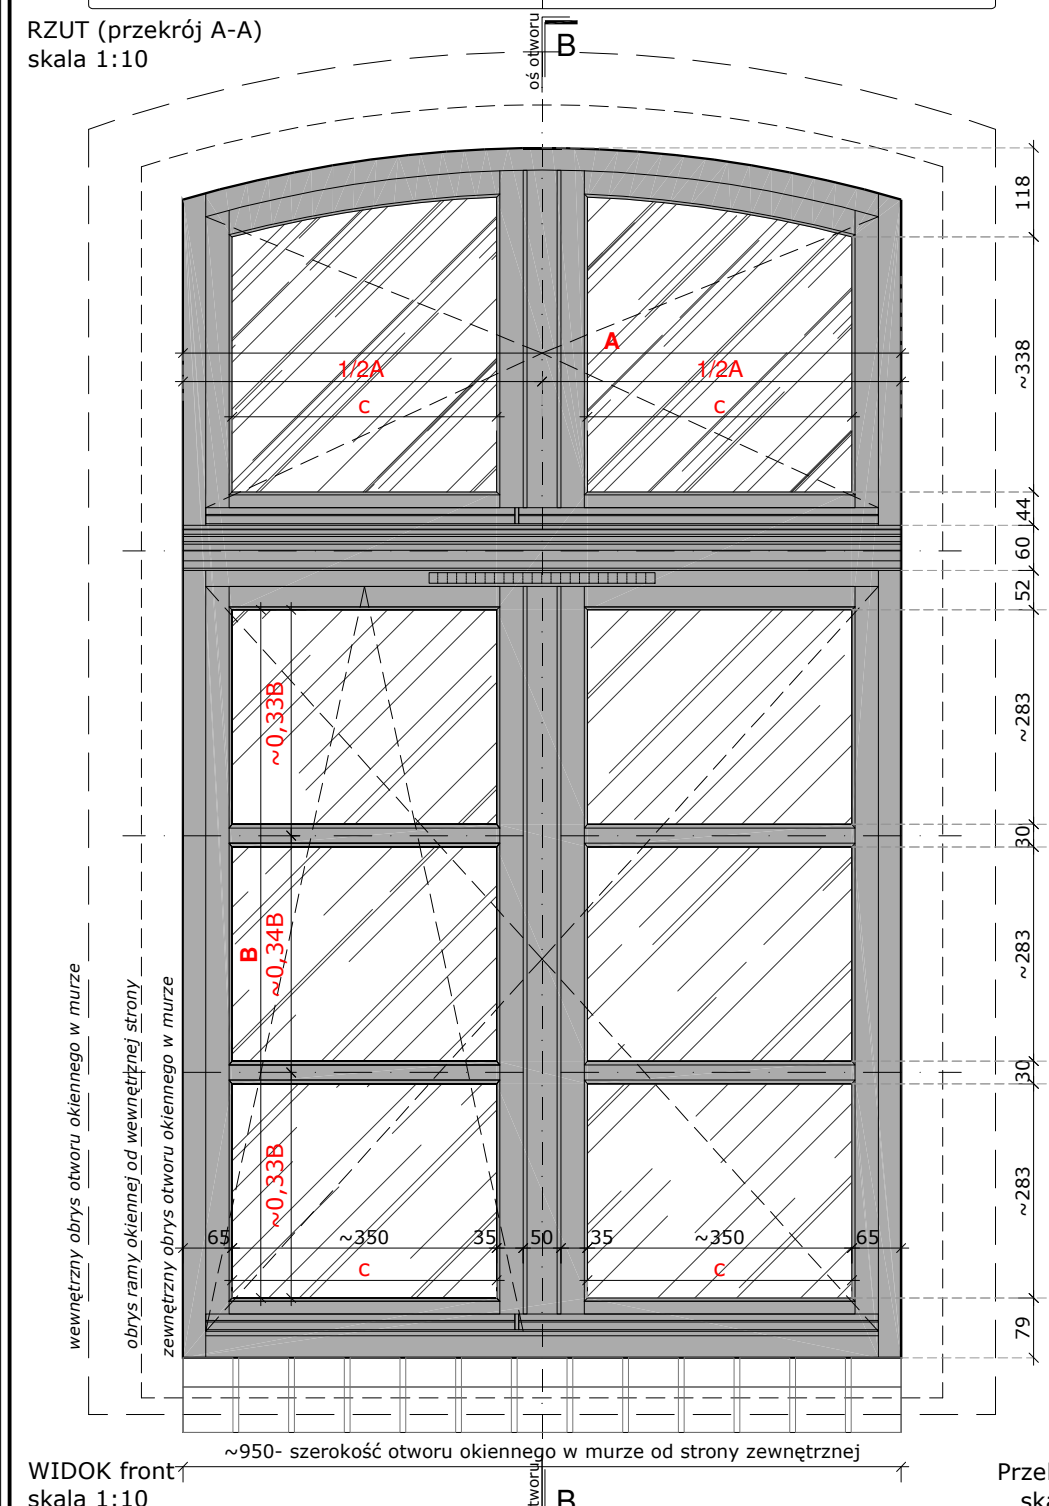 RZUT (przekrój A-A)
skala 1:10
oś otworu
B
118
A
~338
1/2A
1/2A
c
c
44
60
52
~0,33B
~283
30
B
~0,34B
~283
30
~0,33B
~283
65
~350
35
50
35
~350
65
c
c
79
wewnętrzny obrys otworu okiennego w murze
obrys ramy okiennej od wewnętrznej strony
zewnętrzny obrys otworu okiennego w murze
~950- szerokość otworu okiennego w murze od strony zewnętrznej
WIDOK front
skala 1:10
tworu
B
Przel
ska